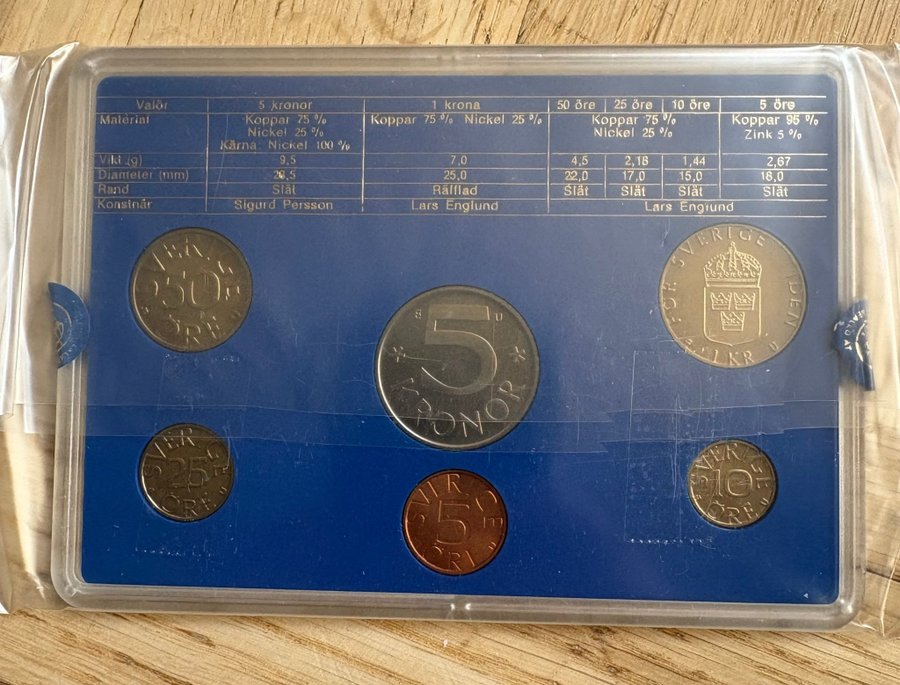 Valör 5 kronor 1 krona 50 öre 25 öre 10 öre 5 öre
Material Koppar 75 % Koppar 75 % Nickel 25 % Koppar 75 % Koppar 95 %
Nickel 25 % Nickel 25 % Zink 5 %
Kärna: Nickel 100 %
Vikt (g) 9,5 7,0 4,5 2,18 1,44 2,67
Diameter (mm) 28,5 25,0 22,0 17,0 15,0 18,0
Rand Slät Räfflad Slät Slät Slät Slät
Konstnär Sigurd Persson Lars Englund Lars Englund
SVERIGE
50
ÖRE
S U
5
KRONOR
FÖR SVERIGE I TIDEN
1 KR U
SVERIGE
25
ÖRE
SVERIGE
5
ÖRE
SVERIGE
10
ÖRE